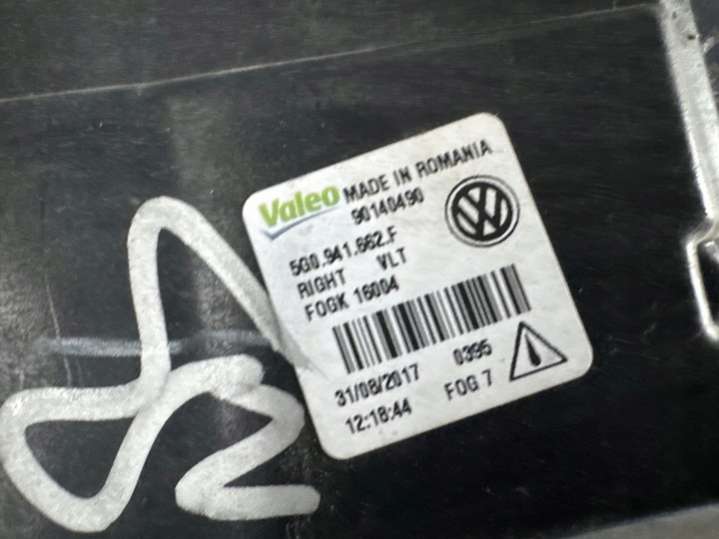 Valeo MADE IN ROMANIA
90140490
5G0.941.662.F
RIGHT VLT
FOGK 16004
31/08/2017 0395
12:18:44 FOG 7